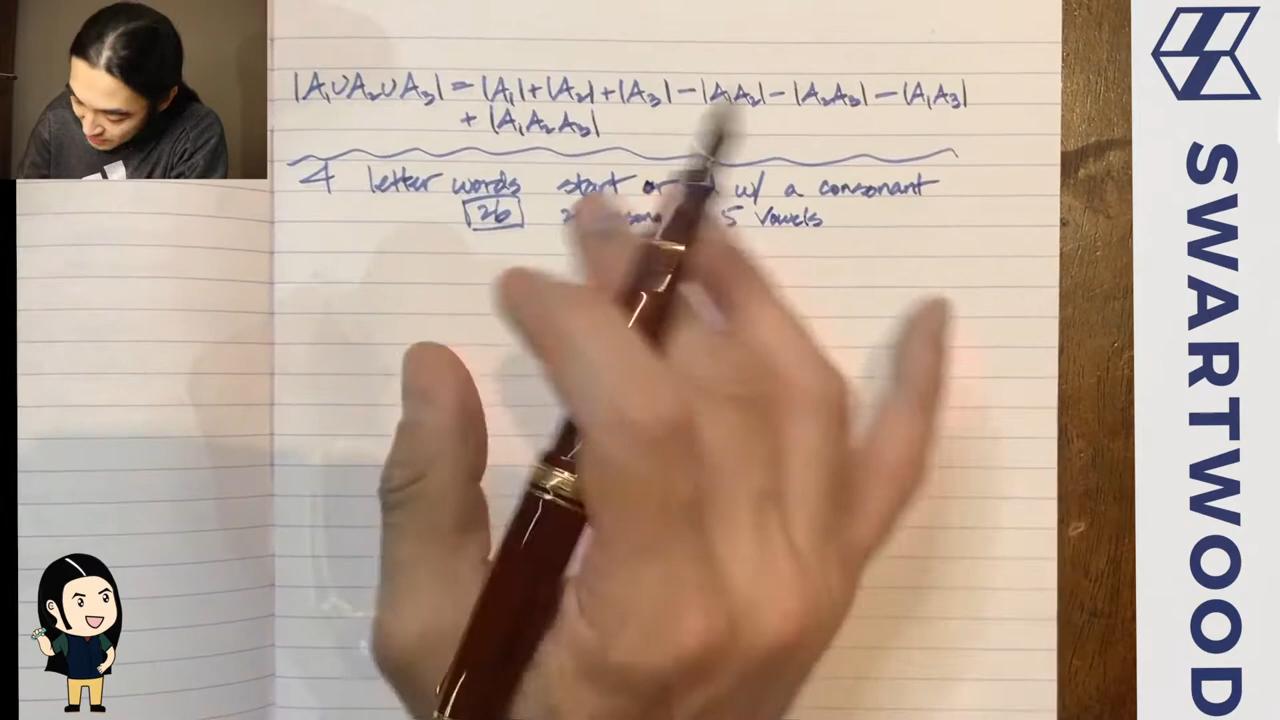 |A₁∪A₂∪A₃| = |A₁|+|A₂|+|A₃| - |A₁A₂| - |A₂A₃| - |A₁A₃|
+ |A₁A₂A₃|
4 letter words start or w/ a consonant
26 5 vowels
SWARTWOOD